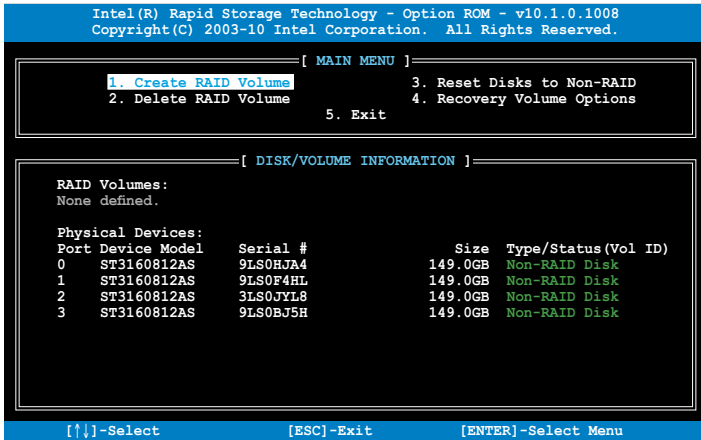 Intel(R) Rapid Storage Technology - Option ROM - v10.1.0.1008
Copyright(C) 2003-10 Intel Corporation. All Rights Reserved.
[ MAIN MENU ]
1. Create RAID Volume 3. Reset Disks to Non-RAID
2. Delete RAID Volume 4. Recovery Volume Options
5. Exit
[ DISK/VOLUME INFORMATION ]
RAID Volumes:
None defined.
Physical Devices:
Port Device Model Serial # Size Type/Status(Vol ID)
0 ST3160812AS 9LS0HJA4 149.0GB Non-RAID Disk
1 ST3160812AS 9LS0F4HL 149.0GB Non-RAID Disk
2 ST3160812AS 3LS0JYL8 149.0GB Non-RAID Disk
3 ST3160812AS 9LS0BJ5H 149.0GB Non-RAID Disk
[↑↓]-Select [ESC]-Exit [ENTER]-Select Menu